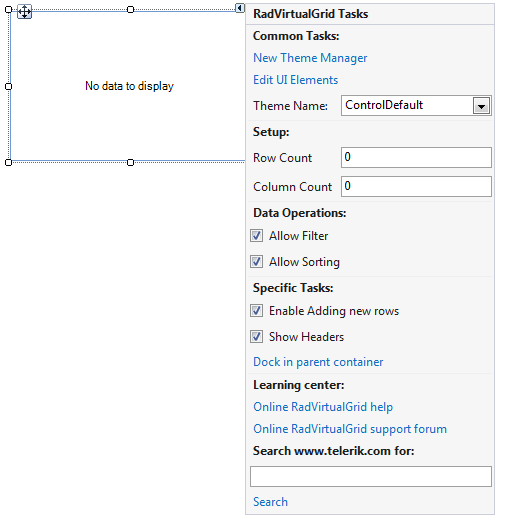 RadVirtualGrid Tasks
Common Tasks:
New Theme Manager
Edit UI Elements
Theme Name: ControlDefault
Setup:
Row Count 0
Column Count 0
Data Operations:
Allow Filter
Allow Sorting
Specific Tasks:
Enable Adding new rows
Show Headers
Dock in parent container
Learning center:
Online RadVirtualGrid help
Online RadVirtualGrid support forum
Search www.telerik.com for:
Search
No data to display